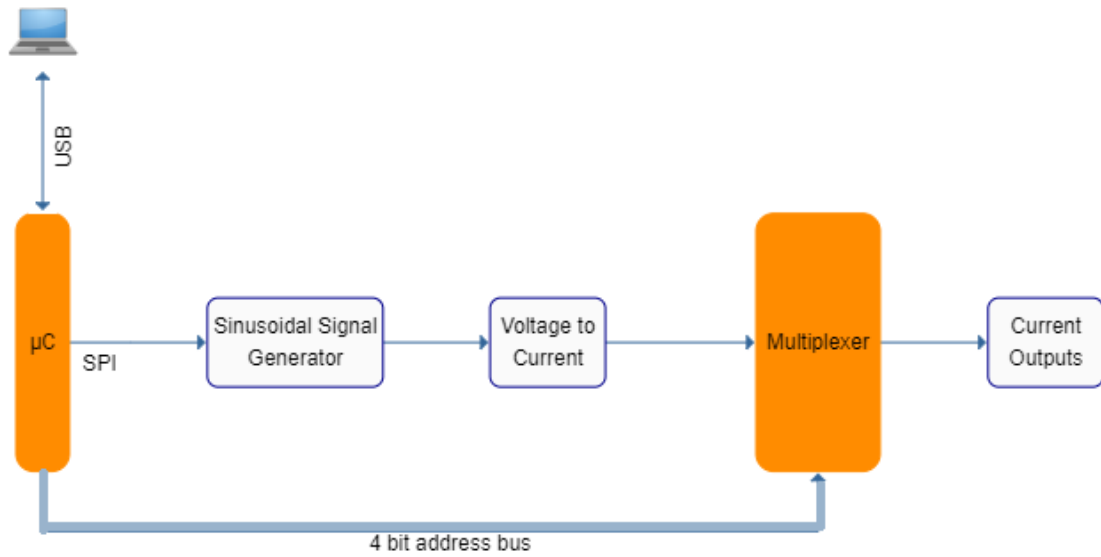 USB
µC
SPI
Sinusoidal Signal
Generator
Voltage to
Current
Multiplexer
Current
Outputs
4 bit address bus